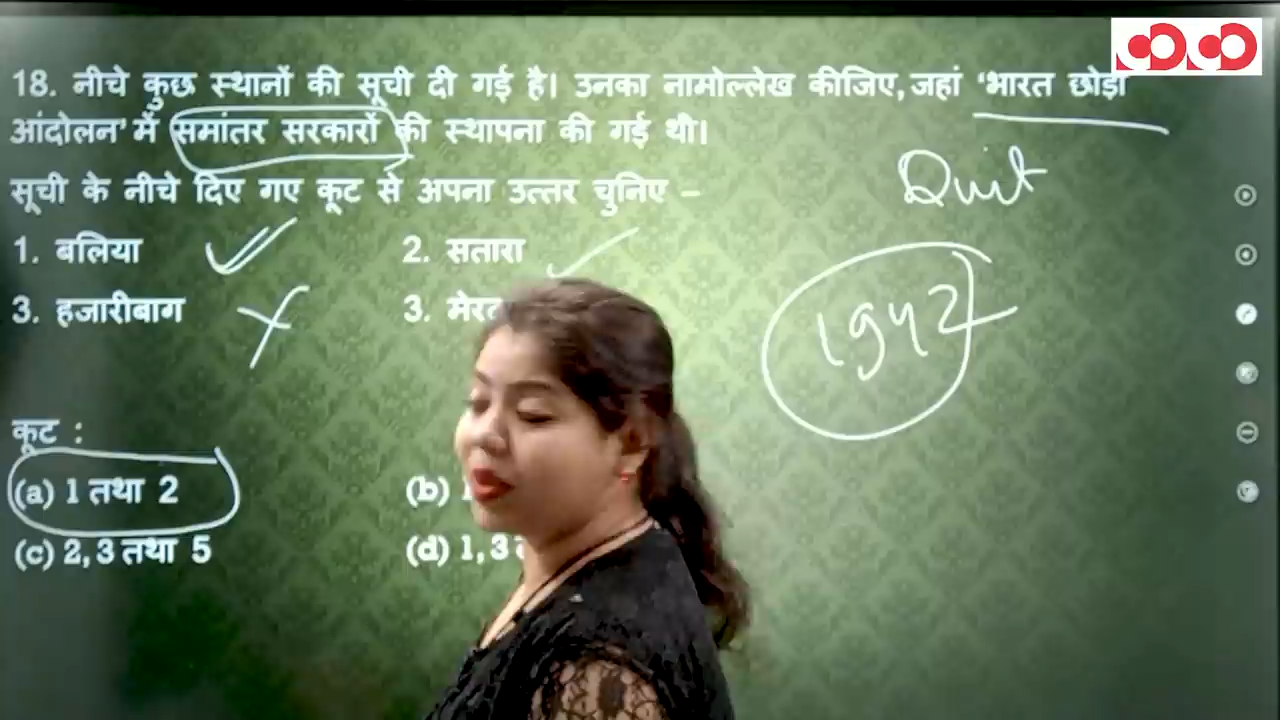 18. नीचे कुछ स्थानों की सूची दी गई है। उनका नामोल्लेख कीजिए, जहां 'भारत छोड़ो
आंदोलन' में समांतर सरकारों की स्थापना की गई थी।
Quit
सूची के नीचे दिए गए कूट से अपना उत्तर चुनिए –
1. बलिया 2. सतारा
3. हजारीबाग 3.
1942
कूट :
(a) 1 तथा 2 (b)
(c) 2, 3 तथा 5 (d) 1, 3